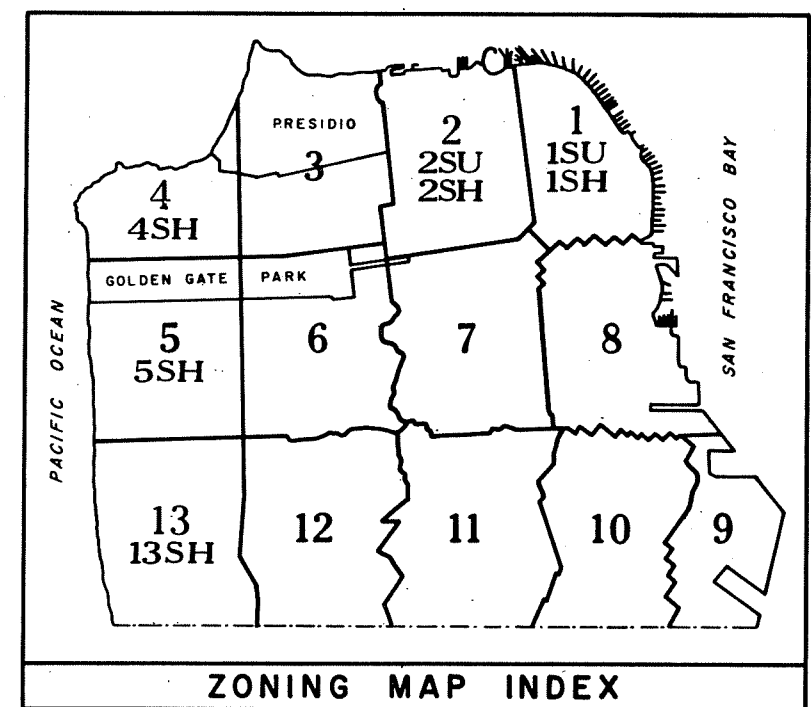 PRESIDIO
3
2
2SU
2SH
1
1SU
1SH
4
4SH
GOLDEN GATE PARK
PACIFIC OCEAN
SAN FRANCISCO BAY
5
5SH
6
7
8
13
13SH
12
11
10
9
ZONING MAP INDEX